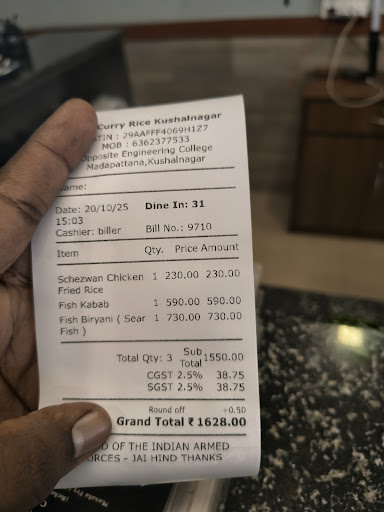 Curry Rice Kushalnagar
TIN : 29AAFFF4069H1Z7
MOB : 6362377533
Opposite Engineering College
Madapattana,Kushalnagar
Name:
Date: 20/10/25 Dine In: 31
15:03
Cashier: biller Bill No.: 9710
Item Qty. Price Amount
Schezwan Chicken 1 230.00 230.00
Fried Rice
Fish Kabab 1 590.00 590.00
Fish Biryani ( Sear 1 730.00 730.00
Fish )
Total Qty: 3 Sub Total 1550.00
CGST 2.5% 38.75
SGST 2.5% 38.75
Round off +0.50
Grand Total ₹ 1628.00
OF THE INDIAN ARMED
FORCES - JAI HIND THANKS